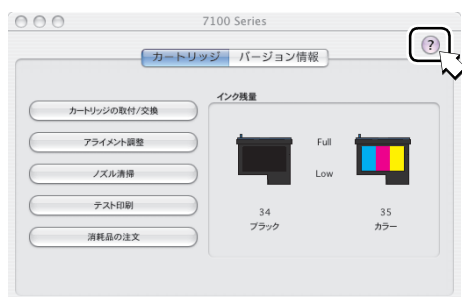 7100 Series
カートリッジ バージョン情報
?
インク残量
カートリッジの取付/交換
アライメント調整
ノズル清掃
テスト印刷
消耗品の注文
Full
Low
34
ブラック
35
カラー